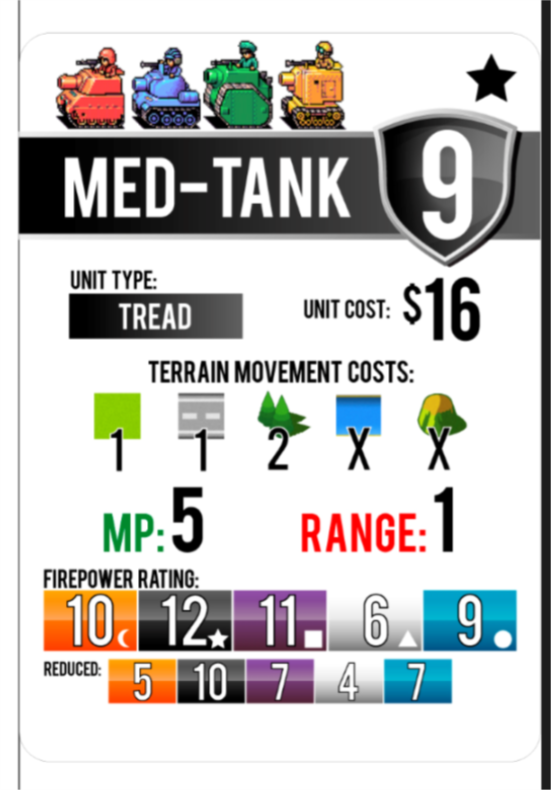 MED-TANK 9
UNIT TYPE:
TREAD
UNIT COST: $16
TERRAIN MOVEMENT COSTS:
1 1 2 X X
MP: 5 RANGE: 1
FIREPOWER RATING:
10 12 11 6 9
REDUCED: 5 10 7 4 7